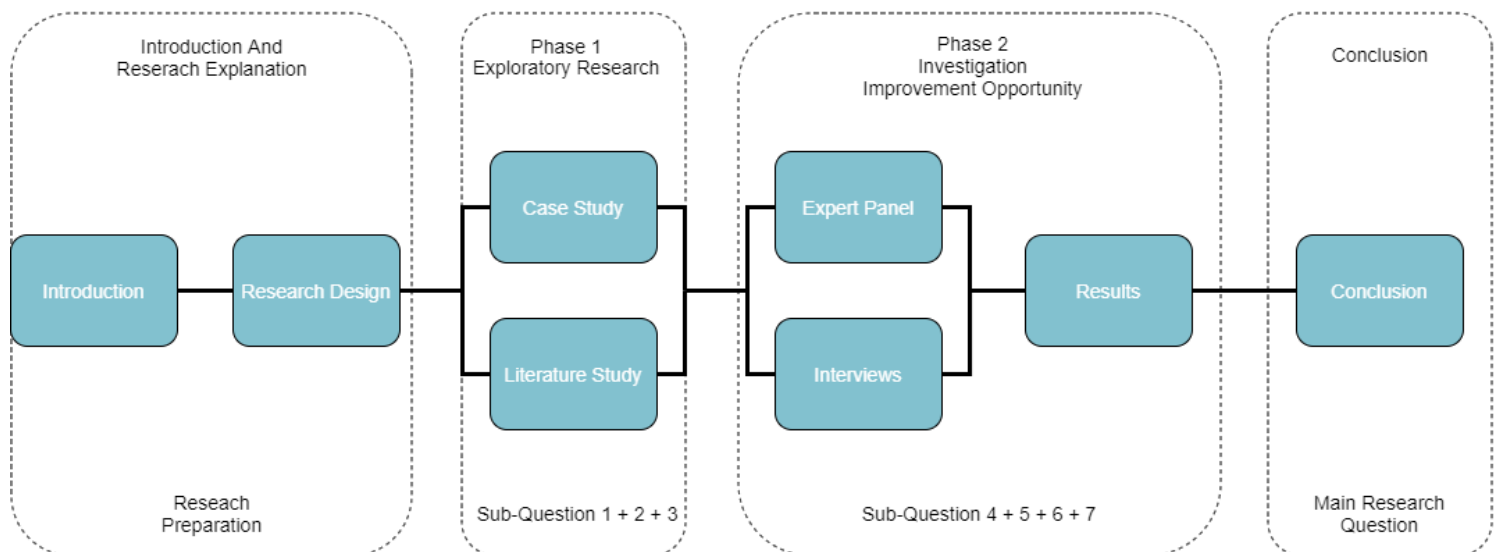 Introduction And
Reserach Explanation
Phase 1
Exploratory Research
Phase 2
Investigation
Improvement Opportunity
Conclusion
Case Study
Expert Panel
Introduction
Research Design
Results
Conclusion
Literature Study
Interviews
Reseach
Preparation
Sub-Question 1 + 2 + 3
Sub-Question 4 + 5 + 6 + 7
Main Research
Question